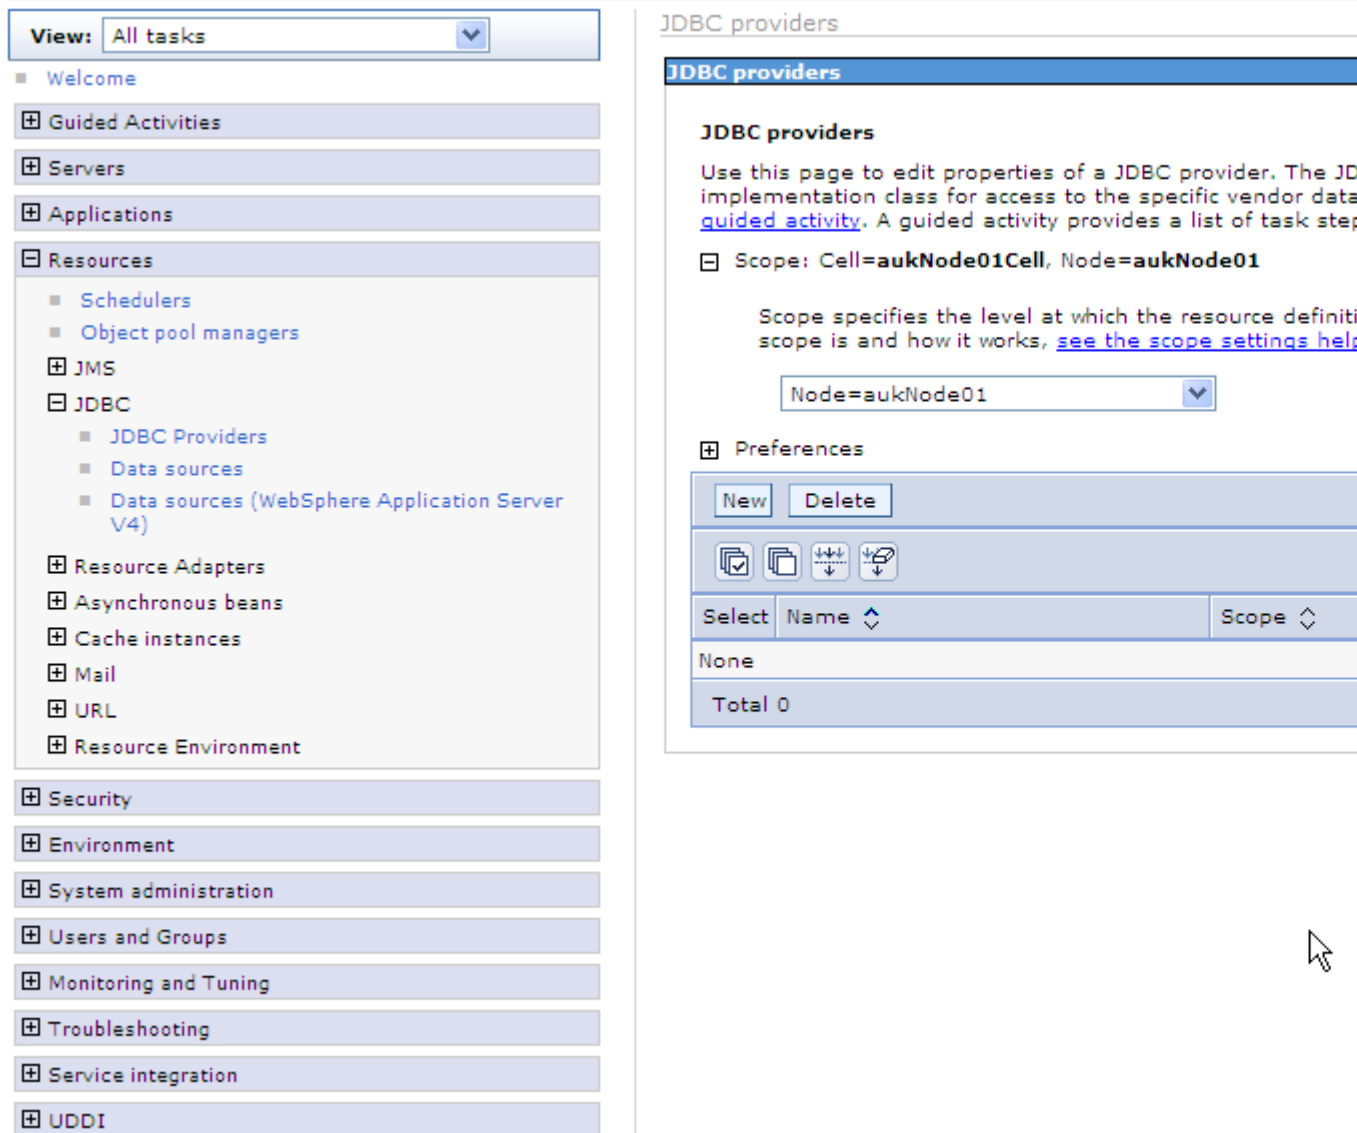 View: All tasks
Welcome
Guided Activities
Servers
Applications
Resources
Schedulers
Object pool managers
JMS
JDBC
JDBC Providers
Data sources
Data sources (WebSphere Application Server
V4)
Resource Adapters
Asynchronous beans
Cache instances
Mail
URL
Resource Environment
Security
Environment
System administration
Users and Groups
Monitoring and Tuning
Troubleshooting
Service integration
UDDI
JDBC providers
JDBC providers
JDBC providers
Use this page to edit properties of a JDBC provider. The JD
implementation class for access to the specific vendor data
guided activity. A guided activity provides a list of task step
Scope: Cell=aukNode01Cell, Node=aukNode01
Scope specifies the level at which the resource definiti
scope is and how it works, see the scope settings help
Node=aukNode01
Preferences
New Delete
Select Name Scope
None
Total 0